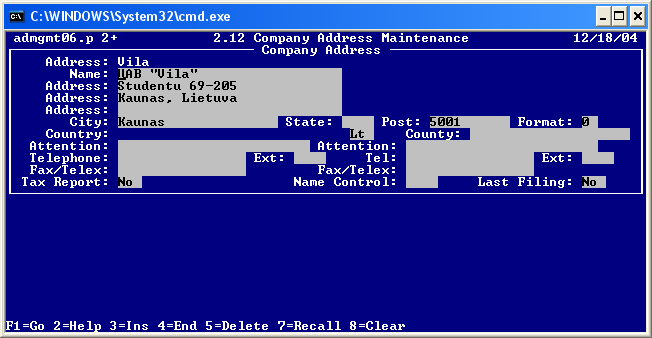 C:\WINDOWS\System32\cmd.exe
admgmt06.p 2+ 2.12 Company Address Maintenance 12/18/04
Company Address
Address: Vila
Name: UAB "Vila"
Address: Studentu 69-205
Address: Kaunas, Lietuva
Address:
City: Kaunas State: Post: 5001 Format: 0
Country: Lt County:
Attention: Attention:
Telephone: Ext: Tel: Ext:
Fax/Telex: Fax/Telex:
Tax Report: No Name Control: Last Filing: No
F1=Go 2=Help 3=Ins 4=End 5=Delete 7=Recall 8=Clear